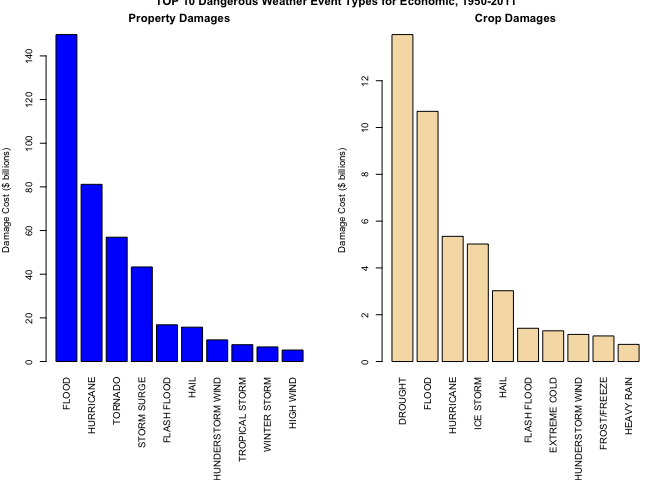 TOP 10 Dangerous Weather Event Types for Economic, 1950-2011
Property Damages
Crop Damages
Damage Cost ($ billions)
0
20
40
60
80
100
120
140
FLOOD
HURRICANE
TORNADO
STORM SURGE
FLASH FLOOD
HAIL
HUNDERSTORM WIND
TROPICAL STORM
WINTER STORM
HIGH WIND
Damage Cost ($ billions)
0
2
4
6
8
10
12
DROUGHT
FLOOD
HURRICANE
ICE STORM
HAIL
FLASH FLOOD
EXTREME COLD
HUNDERSTORM WIND
FROST/FREEZE
HEAVY RAIN